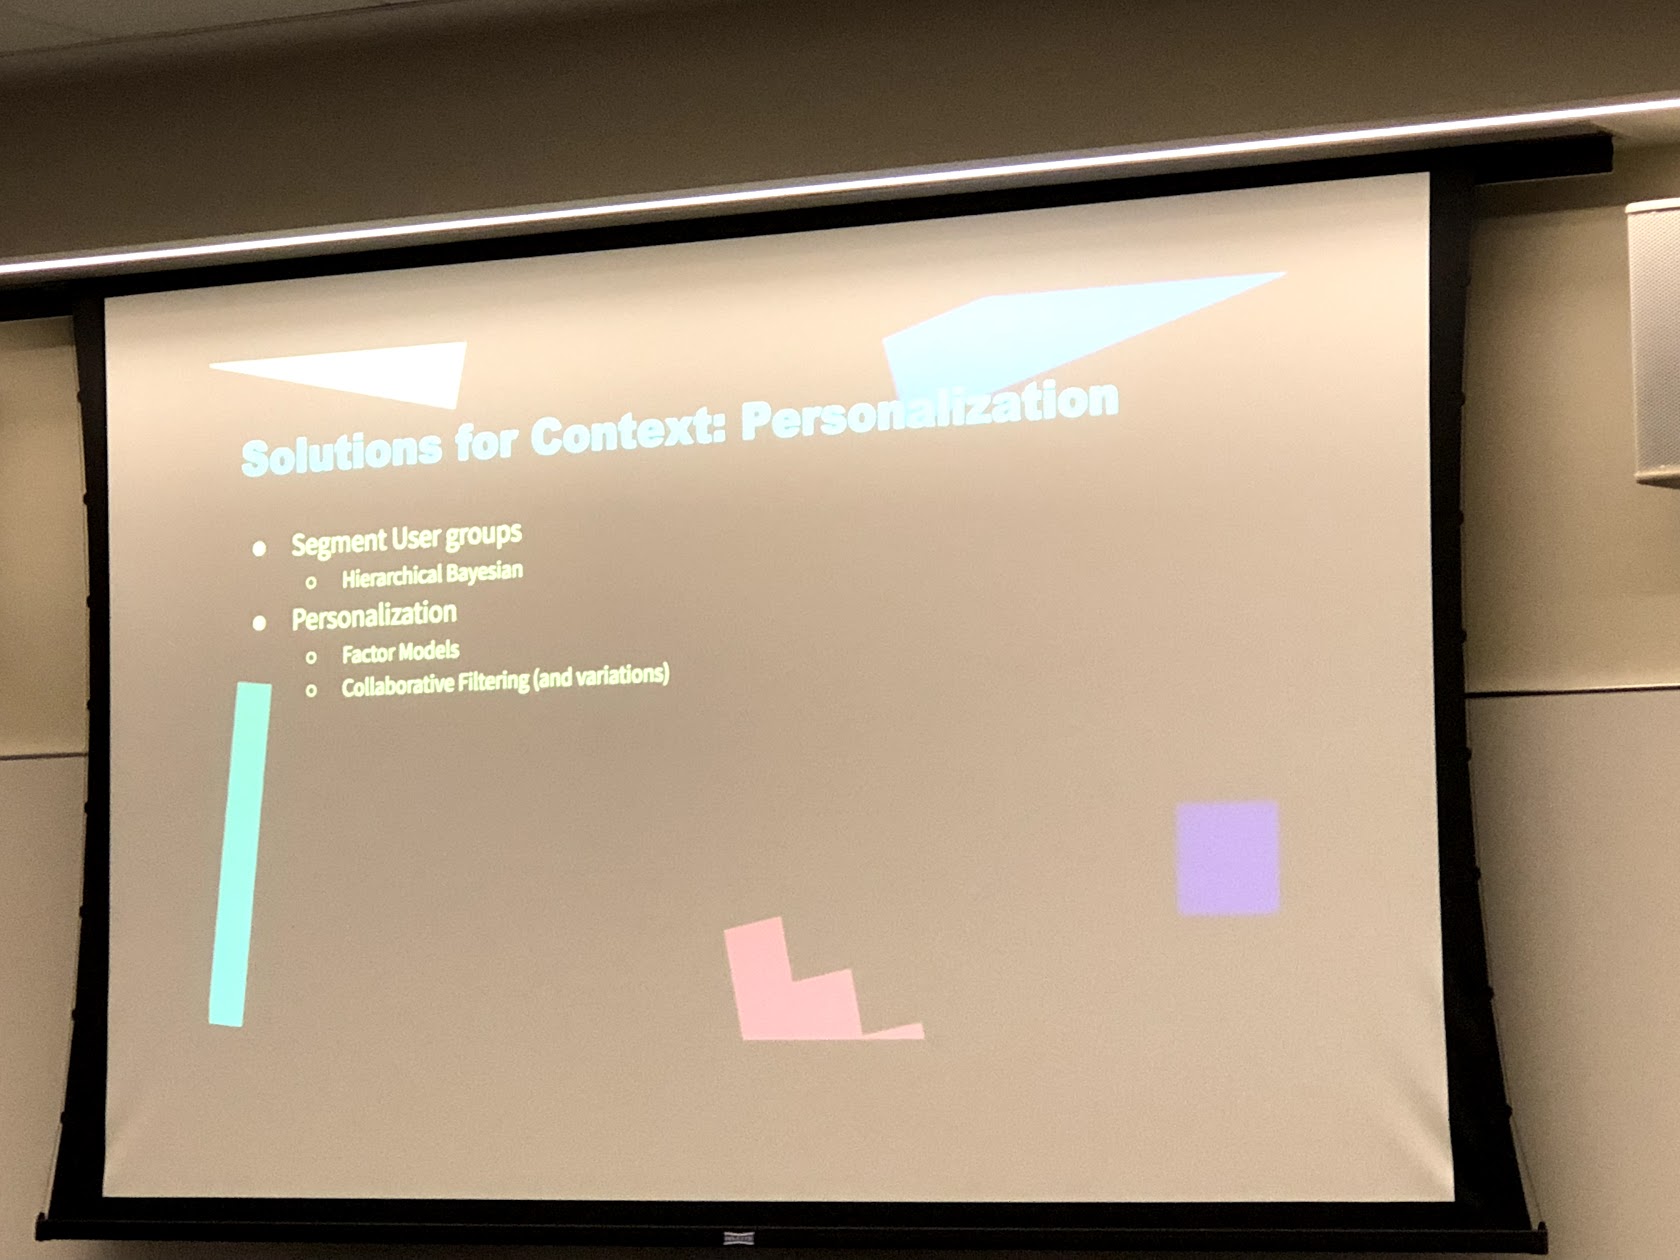 Solutions for Context: Personalization
● Segment User groups
○ Hierarchical Bayesian
● Personalization
○ Factor Models
○ Collaborative Filtering (and variations)